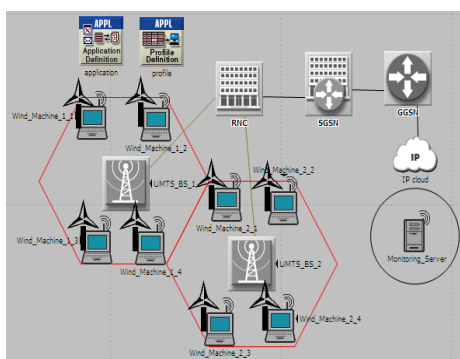 APPL
APPL
Application
Definition
Profile
Definition
application
profile
Wind_Machine_1_1
Wind_Machine_1_2
RNC
SGSN
GGSN
IP
IP cloud
UMTS_BS_1
Wind_Machine_2_2
Wind_Machine_1_3
Wind_Machine_2_1
Wind_Machine_1_4
UMTS_BS_2
Monitoring_Server
Wind_Machine_2_4
Wind_Machine_2_3